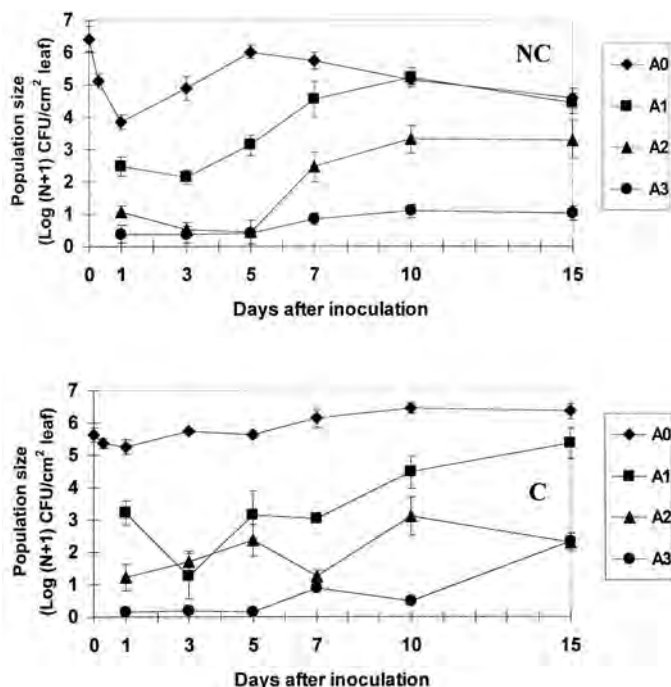 7
6
5
4
3
2
1
0
Population size
(Log (N+1) CFU/cm² leaf)
NC
A0
A1
A2
A3
0 1 3 5 7 10 15
Days after inoculation
7
6
5
4
3
2
1
0
Population size
(Log (N+1) CFU/cm² leaf)
C
A0
A1
A2
A3
0 1 3 5 7 10 15
Days after inoculation